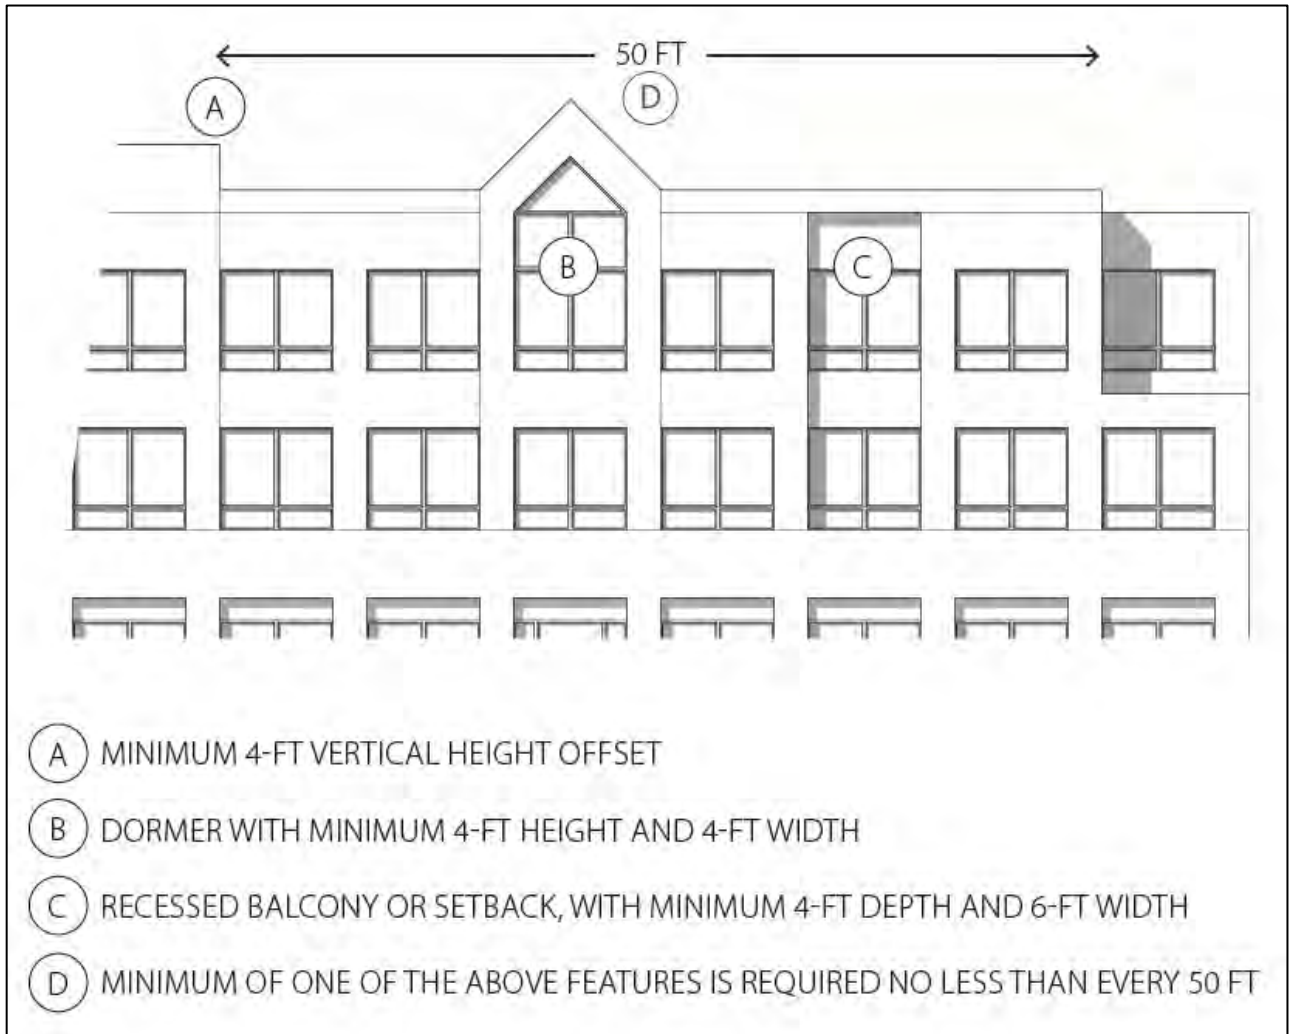 50 FT
A
D
B
C
A MINIMUM 4-FT VERTICAL HEIGHT OFFSET
B DORMER WITH MINIMUM 4-FT HEIGHT AND 4-FT WIDTH
C RECESSED BALCONY OR SETBACK, WITH MINIMUM 4-FT DEPTH AND 6-FT WIDTH
D MINIMUM OF ONE OF THE ABOVE FEATURES IS REQUIRED NO LESS THAN EVERY 50 FT